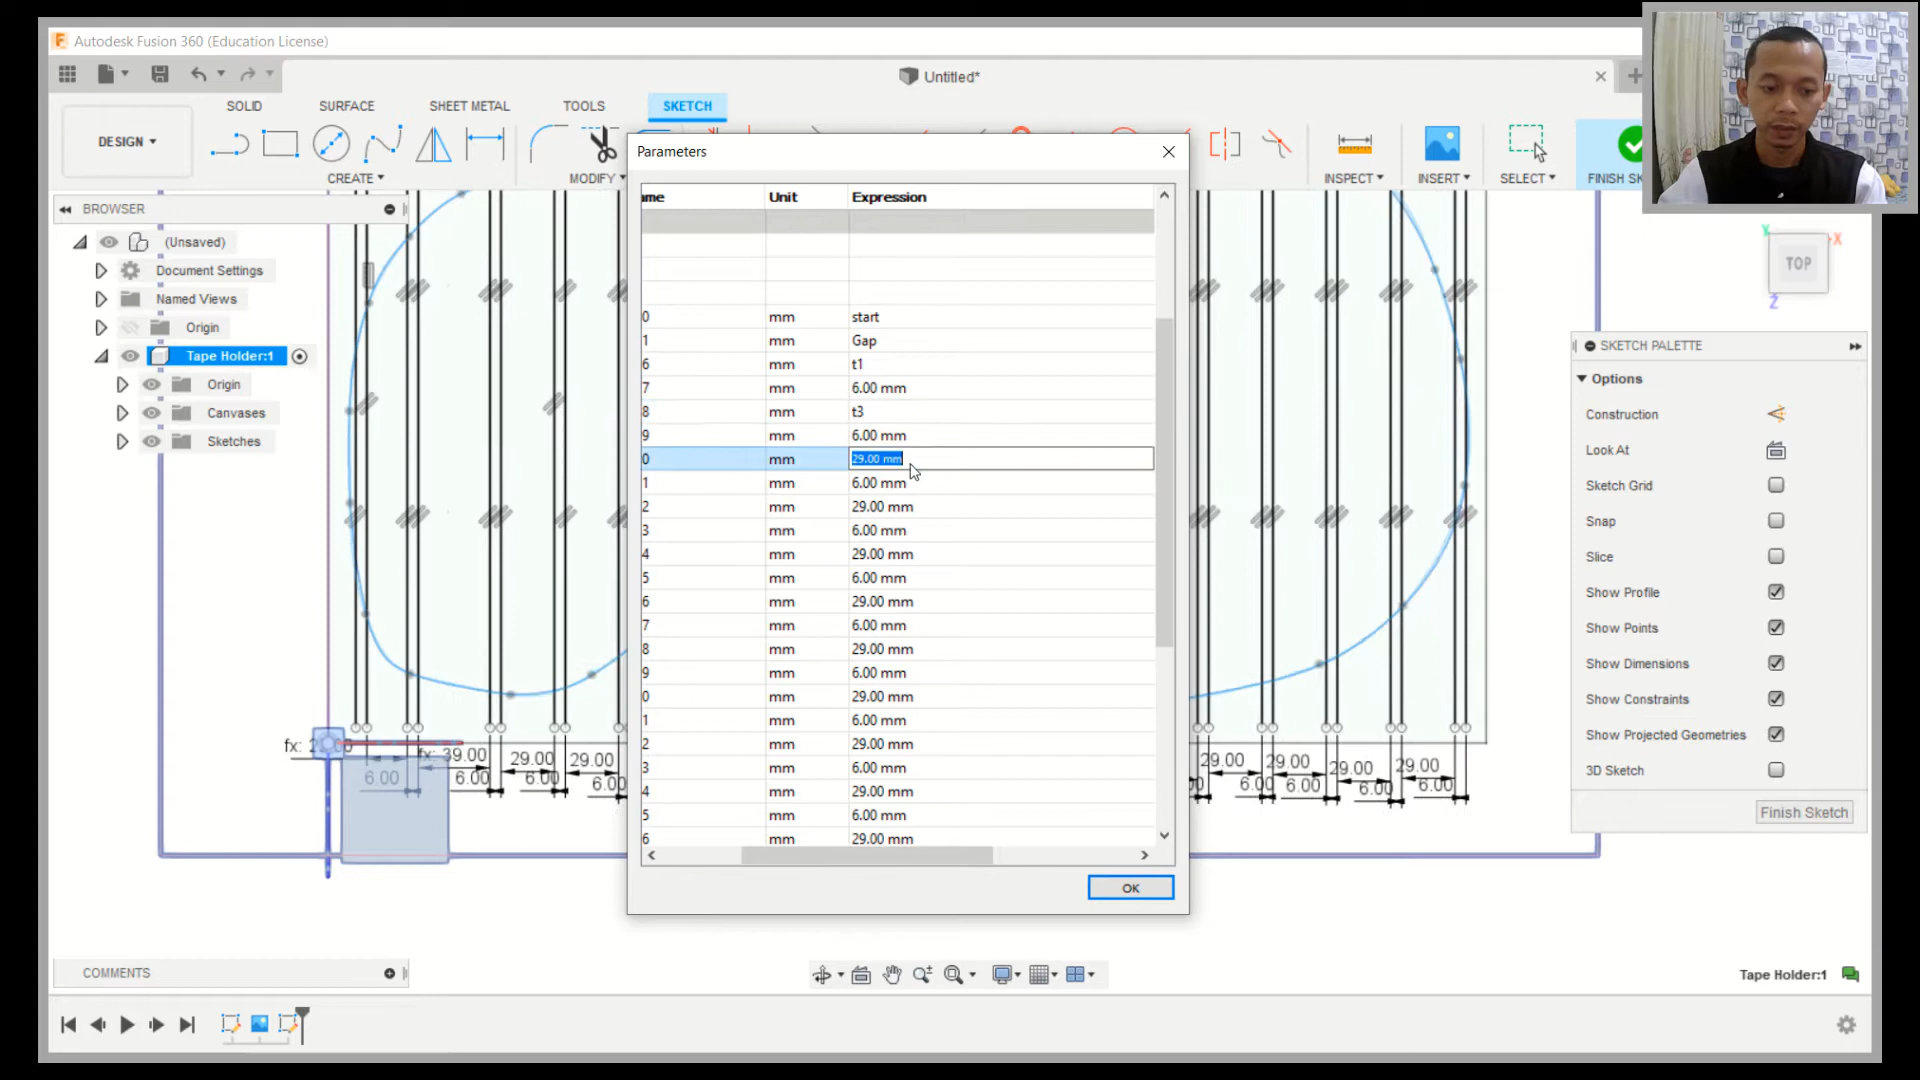 Autodesk Fusion 360 (Education License)
Untitled*
SOLID
SURFACE
SHEET METAL
TOOLS
SKETCH
DESIGN
CREATE
MODIFY
INSPECT
INSERT
SELECT
FINISH SK
BROWSER
(Unsaved)
Document Settings
Named Views
Origin
Tape Holder:1
Origin
Canvases
Sketches
Parameters
ame Unit Expression
0 mm start
1 mm Gap
6 mm t1
7 mm 6.00 mm
8 mm t3
9 mm 6.00 mm
0 mm 29.00 mm
1 mm 6.00 mm
2 mm 29.00 mm
3 mm 6.00 mm
4 mm 29.00 mm
5 mm 6.00 mm
6 mm 29.00 mm
7 mm 6.00 mm
8 mm 29.00 mm
9 mm 6.00 mm
0 mm 29.00 mm
1 mm 6.00 mm
2 mm 29.00 mm
3 mm 6.00 mm
4 mm 29.00 mm
5 mm 6.00 mm
6 mm 29.00 mm
OK
TOP
X
Y
Z
SKETCH PALETTE
Options
Construction
Look At
Sketch Grid
Snap
Slice
Show Profile
Show Points
Show Dimensions
Show Constraints
Show Projected Geometries
3D Sketch
Finish Sketch
fx: 39.00 29.00 29.00
6.00 6.00 6.00 6.00
29.00 29.00 29.00 29.00
6.00 6.00 6.00 6.00
COMMENTS
Tape Holder:1